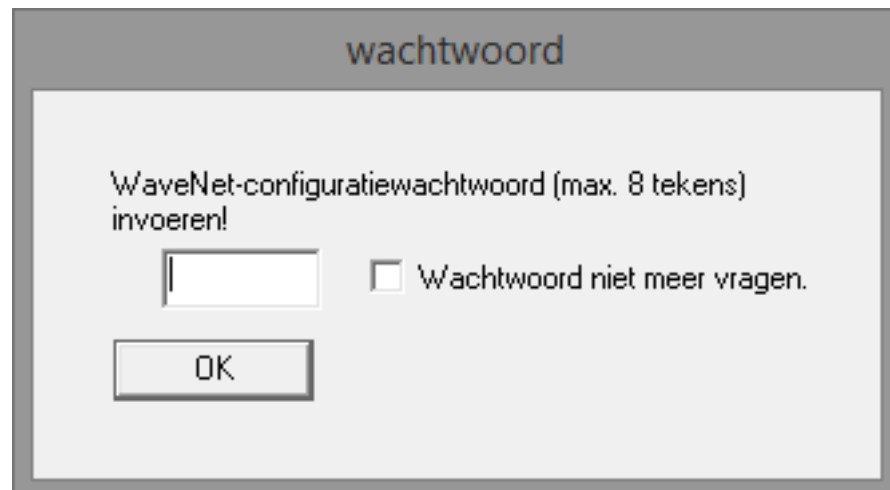 wachtwoord
WaveNet-configuratiewachtwoord (max. 8 tekens)
invoeren!
Wachtwoord niet meer vragen.
OK